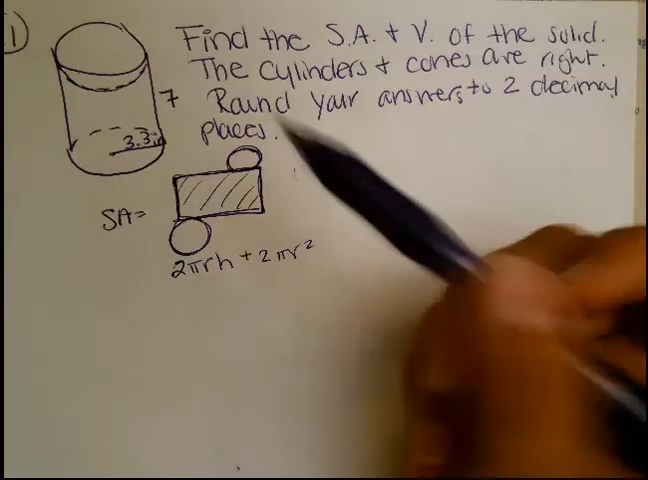 1) Find the S.A. + V. of the solid.
The cylinders + cones are right.
7 Round your answers to 2 decimal
places.
3.3in
SA=
2πrh + 2πr²